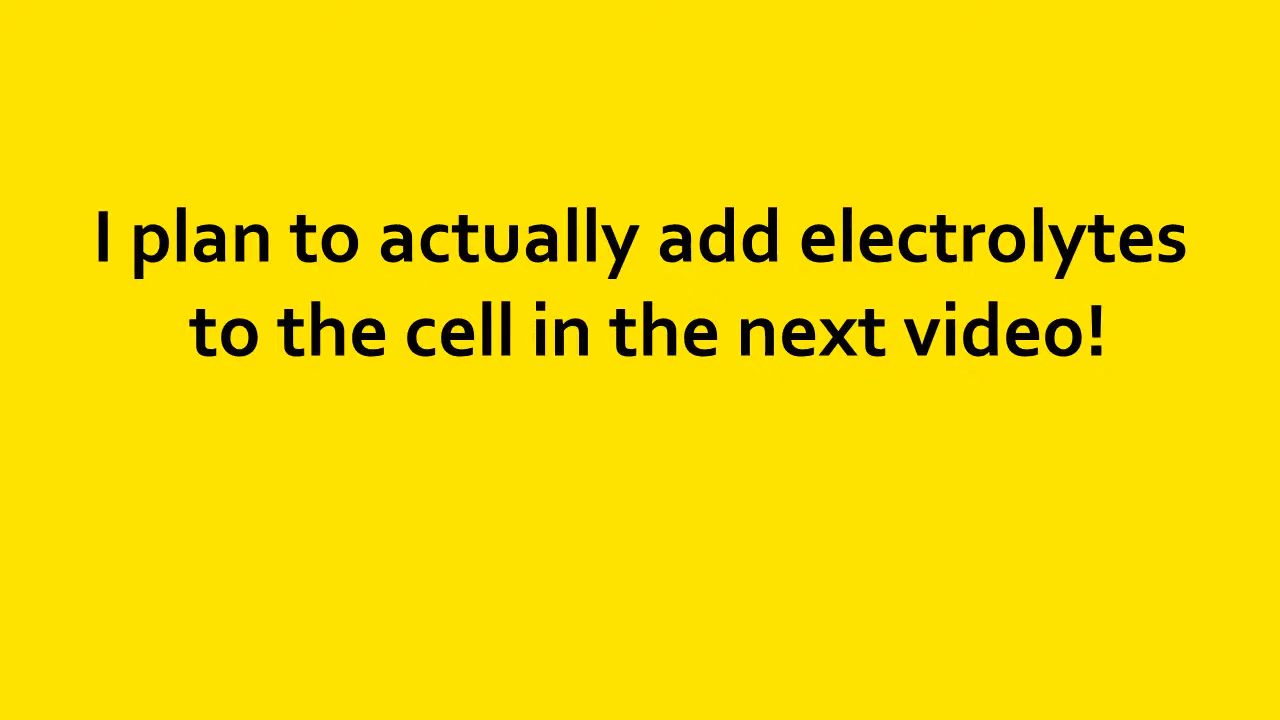 I plan to actually add electrolytes
to the cell in the next video!